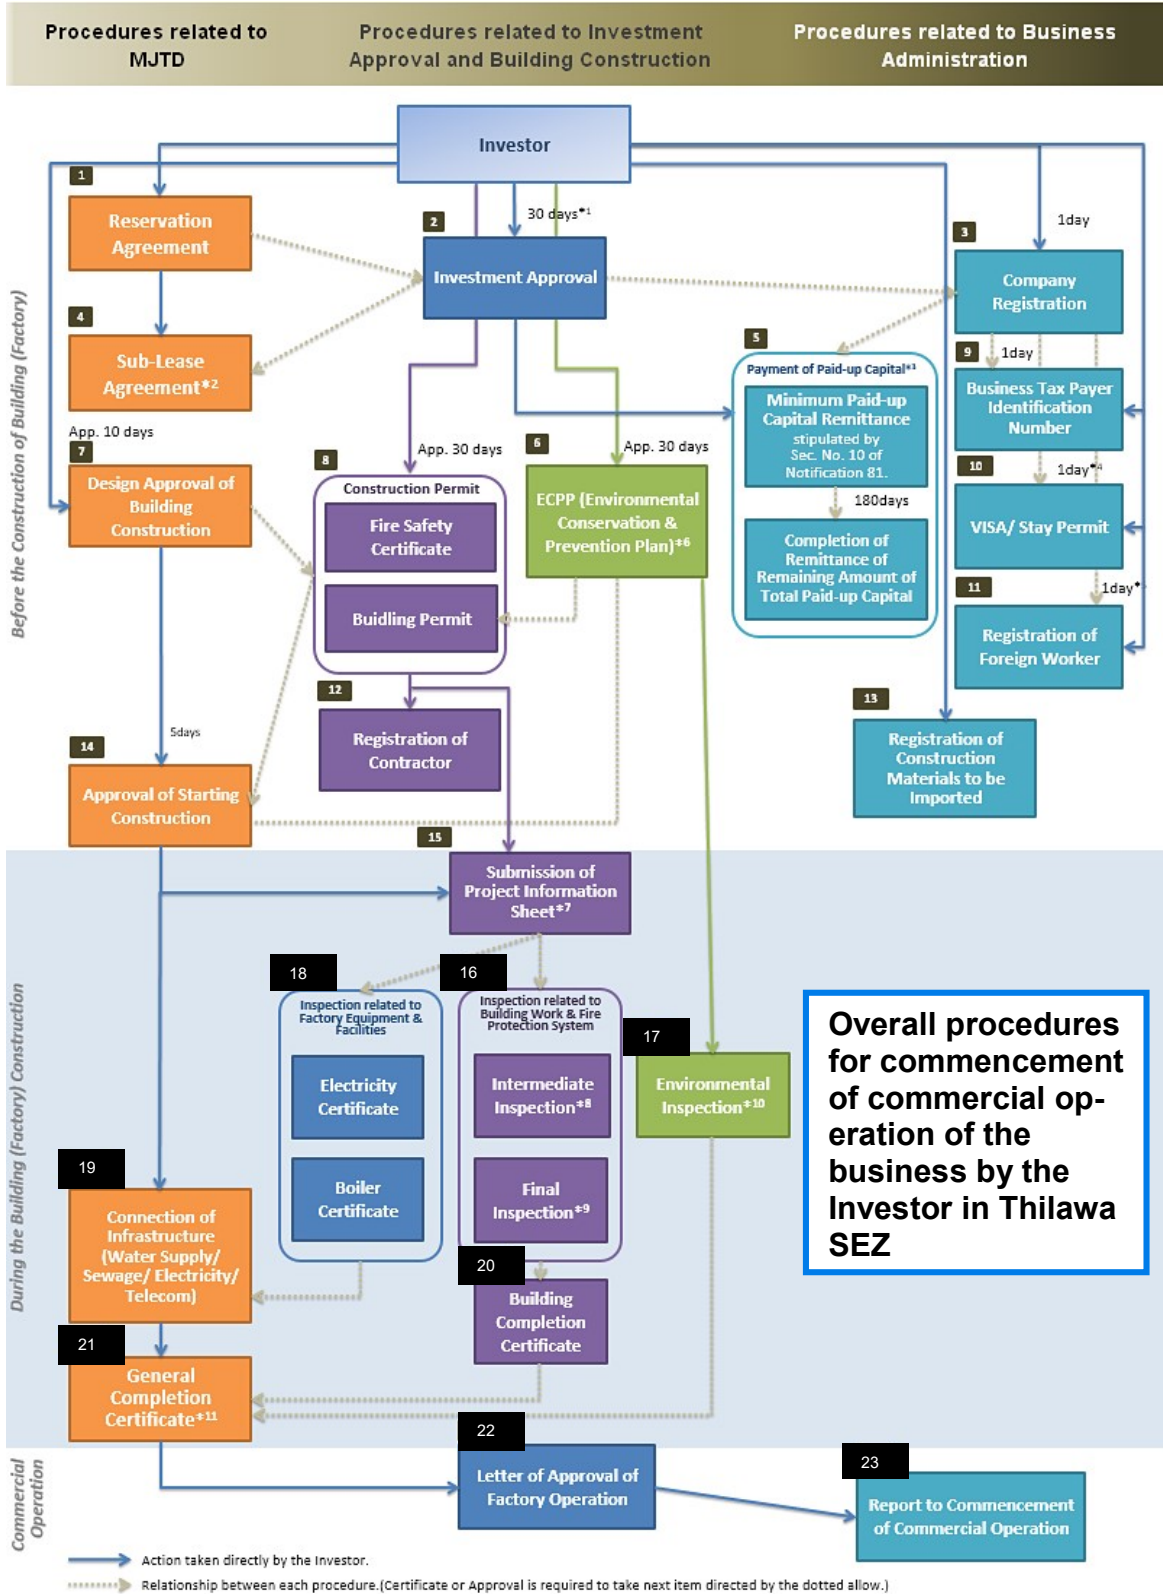 Procedures related to
MJTD
Procedures related to Investment
Approval and Building Construction
Procedures related to Business
Administration
Investor
1
Reservation
Agreement
2
30 days*1
Investment Approval
1day
3
Company
Registration
4
Sub-Lease
Agreement*2
5
Payment of Paid-up Capital*3
Minimum Paid-up
Capital Remittance
stipulated by
Sec. No. 10 of
Notification 81.
180days
Completion of
Remittance of
Remaining Amount of
Total Paid-up Capital
9
1day
Business Tax Payer
Identification
Number
App. 10 days
7
Design Approval of
Building
Construction
8
App. 30 days
Construction Permit
Fire Safety
Certificate
Buidling Permit
6
App. 30 days
ECPP (Environmental
Conservation &
Prevention Plan)*6
10
1day*4
VISA/ Stay Permit
11
1day*
Registration of
Foreign Worker
12
Registration of
Contractor
13
Registration of
Construction
Materials to be
Imported
5days
14
Approval of Starting
Construction
Before the Construction of Building (Factory)
15
Submission of
Project Information
Sheet*7
18
Inspection related to
Factory Equipment &
Facilities
Electricity
Certificate
Boiler
Certificate
16
Inspection related to
Building Work & Fire
Protection System
Intermediate
Inspection*8
Final
Inspection*9
17
Environmental
Inspection*10
Overall procedures
for commencement
of commercial op-
eration of the
business by the
Investor in Thilawa
SEZ
19
Connection of
Infrastructure
(Water Supply/
Sewage/ Electricity/
Telecom)
20
Building
Completion
Certificate
21
General
Completion
Certificate*11
During the Building (Factory) Construction
22
Letter of Approval of
Factory Operation
23
Report to Commencement
of Commercial Operation
Commercial
Operation
Action taken directly by the Investor.
Relationship between each procedure.(Certificate or Approval is required to take next item directed by the dotted allow.)